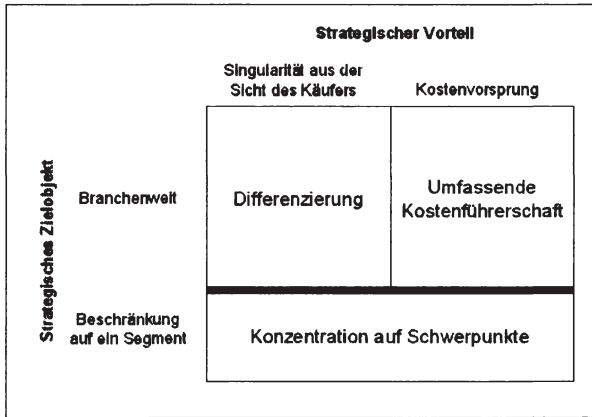 Strategischer Vorteil
Singularität aus der
Sicht des Käufers
Kostenvorsprung
Strategisches Zielobjekt
Branchenweit
Differenzierung
Umfassende
Kostenführerschaft
Beschränkung
auf ein Segment
Konzentration auf Schwerpunkte